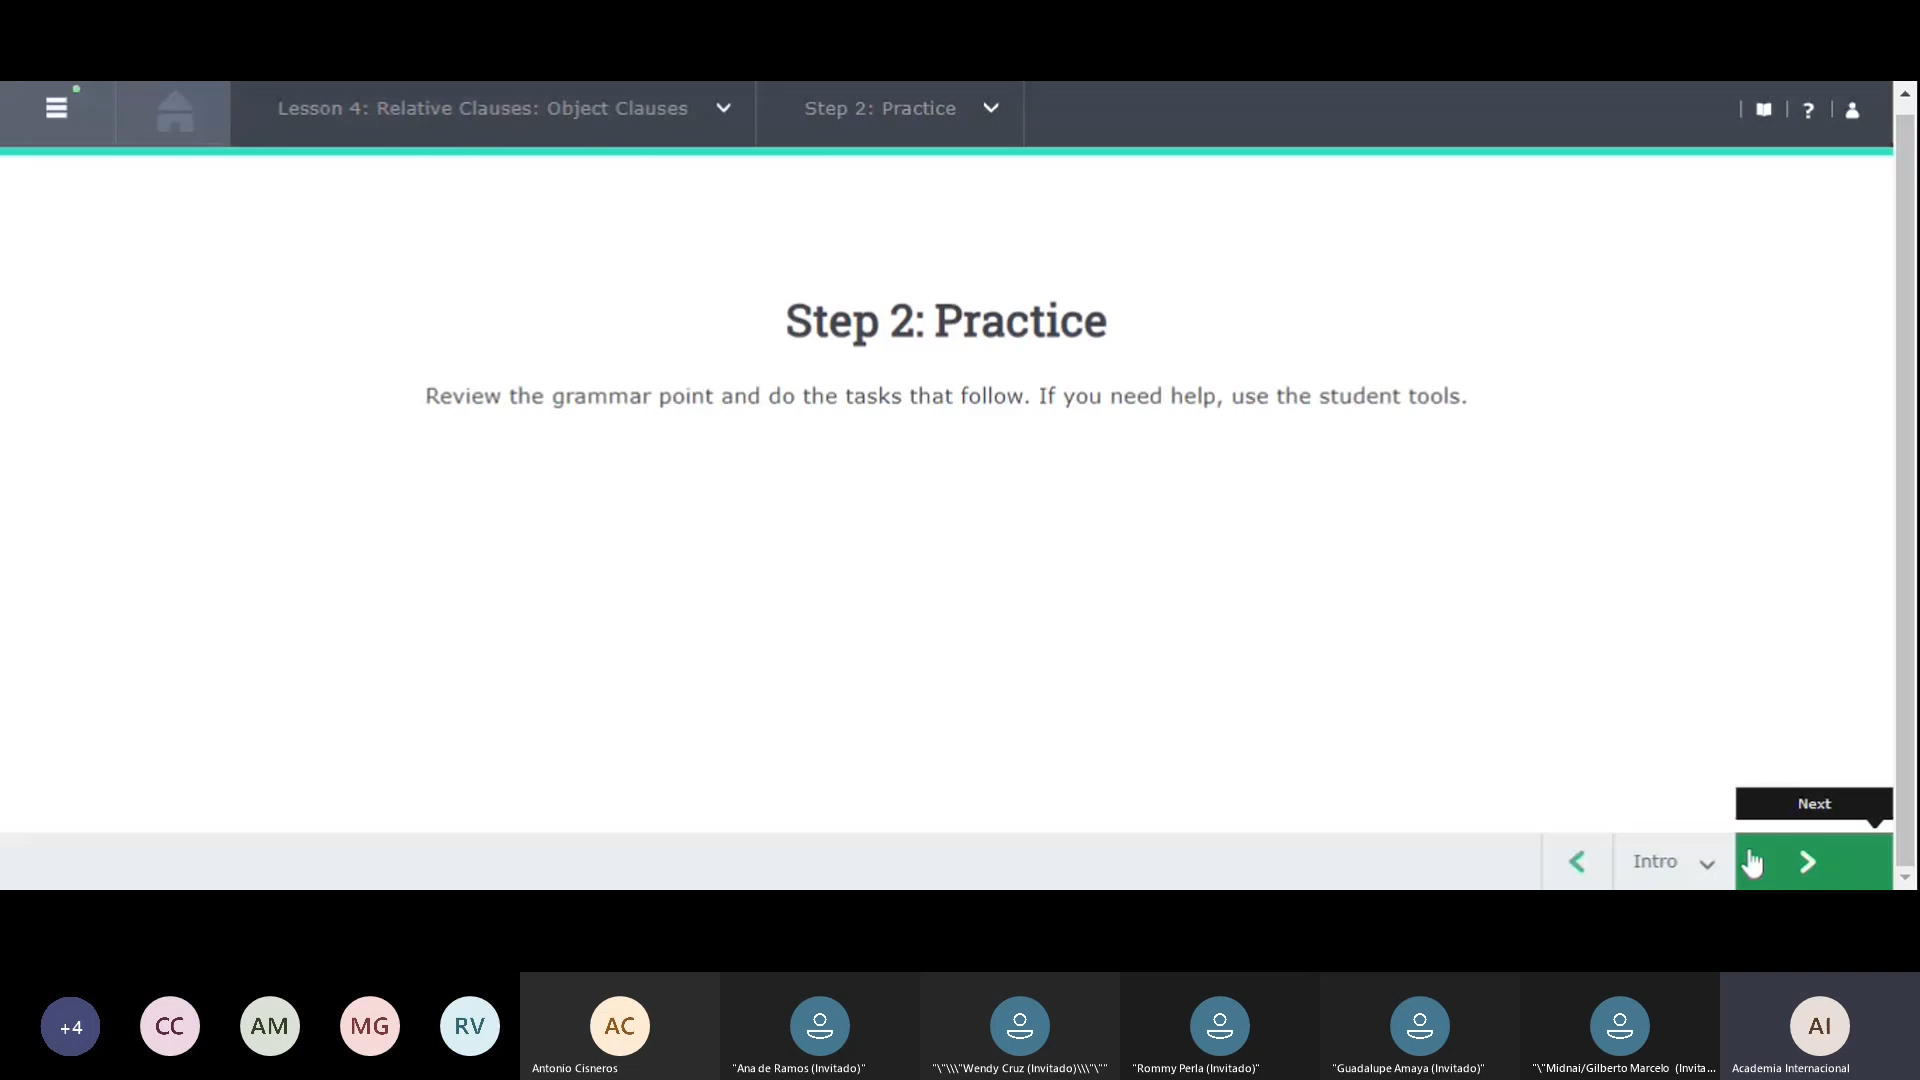 Lesson 4: Relative Clauses: Object Clauses
Step 2: Practice
?
Step 2: Practice
Review the grammar point and do the tasks that follow. If you need help, use the student tools.
Next
Intro
+4
CC
AM
MG
RV
AC
AI
Antonio Cisneros
"Ana de Ramos (Invitado)"
"\"\\\"Wendy Cruz (Invitado)\\\"\""
"Rommy Perla (Invitado)"
"Guadalupe Amaya (Invitado)"
"\"Midnai/Gilberto Marcelo (Invita...
Academia Internacional